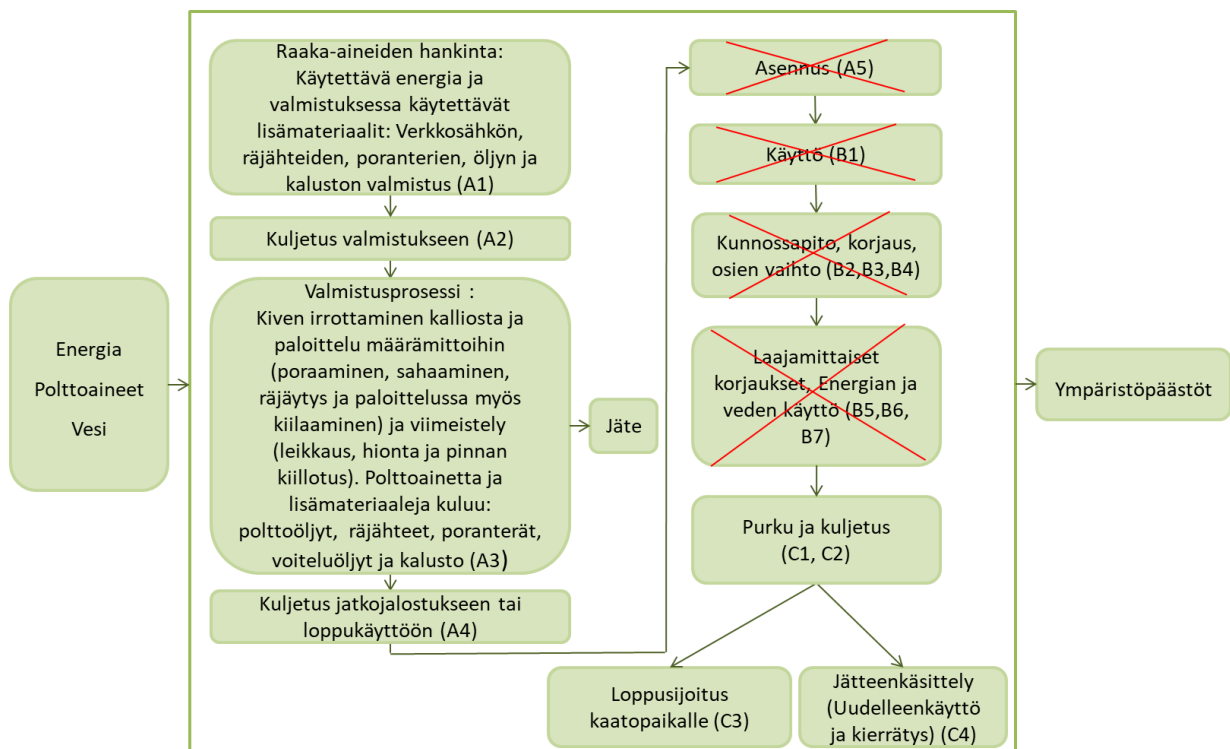 Energia
Polttoaineet
Vesi
Raaka-aineiden hankinta:
Käytettävä energia ja
valmistuksessa käytettävät
lisämateriaalit: Verkkosähkön,
räjähteiden, poranterien, öljyn ja
kaluston valmistus (A1)
Kuljetus valmistukseen (A2)
Valmistusprosessi :
Kiven irrottaminen kalliosta ja
paloittelu määrämittoihin
(poraaminen, sahaaminen,
räjäytys ja paloittelussa myös
kiilaaminen) ja viimeistely
(leikkaus, hionta ja pinnan
kiillotus). Polttoainetta ja
lisämateriaaleja kuluu:
polttoöljyt, räjähteet, poranterät,
voiteluöljyt ja kalusto (A3)
Jäte
Kuljetus jatkojalostukseen tai
loppukäyttöön (A4)
Asennus (A5)
Käyttö (B1)
Kunnossapito, korjaus,
osien vaihto (B2,B3,B4)
Laajamittaiset
korjaukset, Energian ja
veden käyttö (B5,B6,
B7)
Purku ja kuljetus
(C1, C2)
Loppusijoitus
kaatopaikalle (C3)
Jätteenkäsittely
(Uudelleenkäyttö
ja kierrätys) (C4)
Ympäristöpäästöt